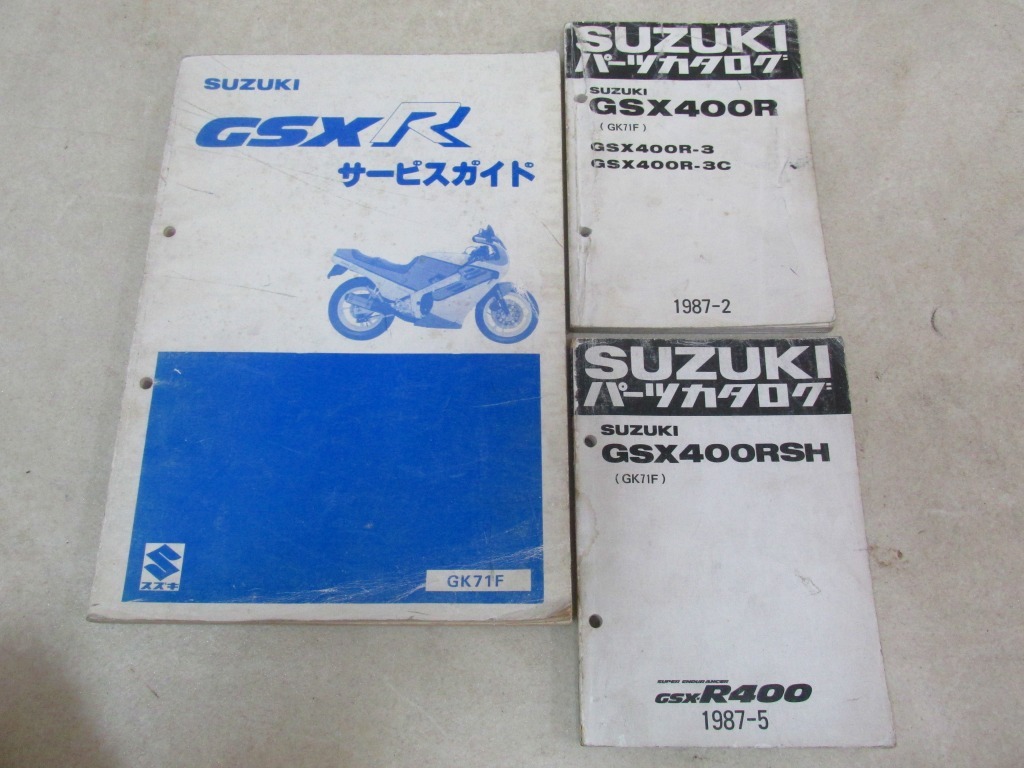 SUZUKI
GSXR
サービスガイド
スズキ
GK71F
SUZUKI
パーツカタログ
SUZUKI
GSX400R
(GK71F)
GSX400R-3
GSX400R-3C
1987-2
SUZUKI
パーツカタログ
SUZUKI
GSX400RSH
(GK71F)
SUPER ENDURANCER
GSX-R400
1987-5